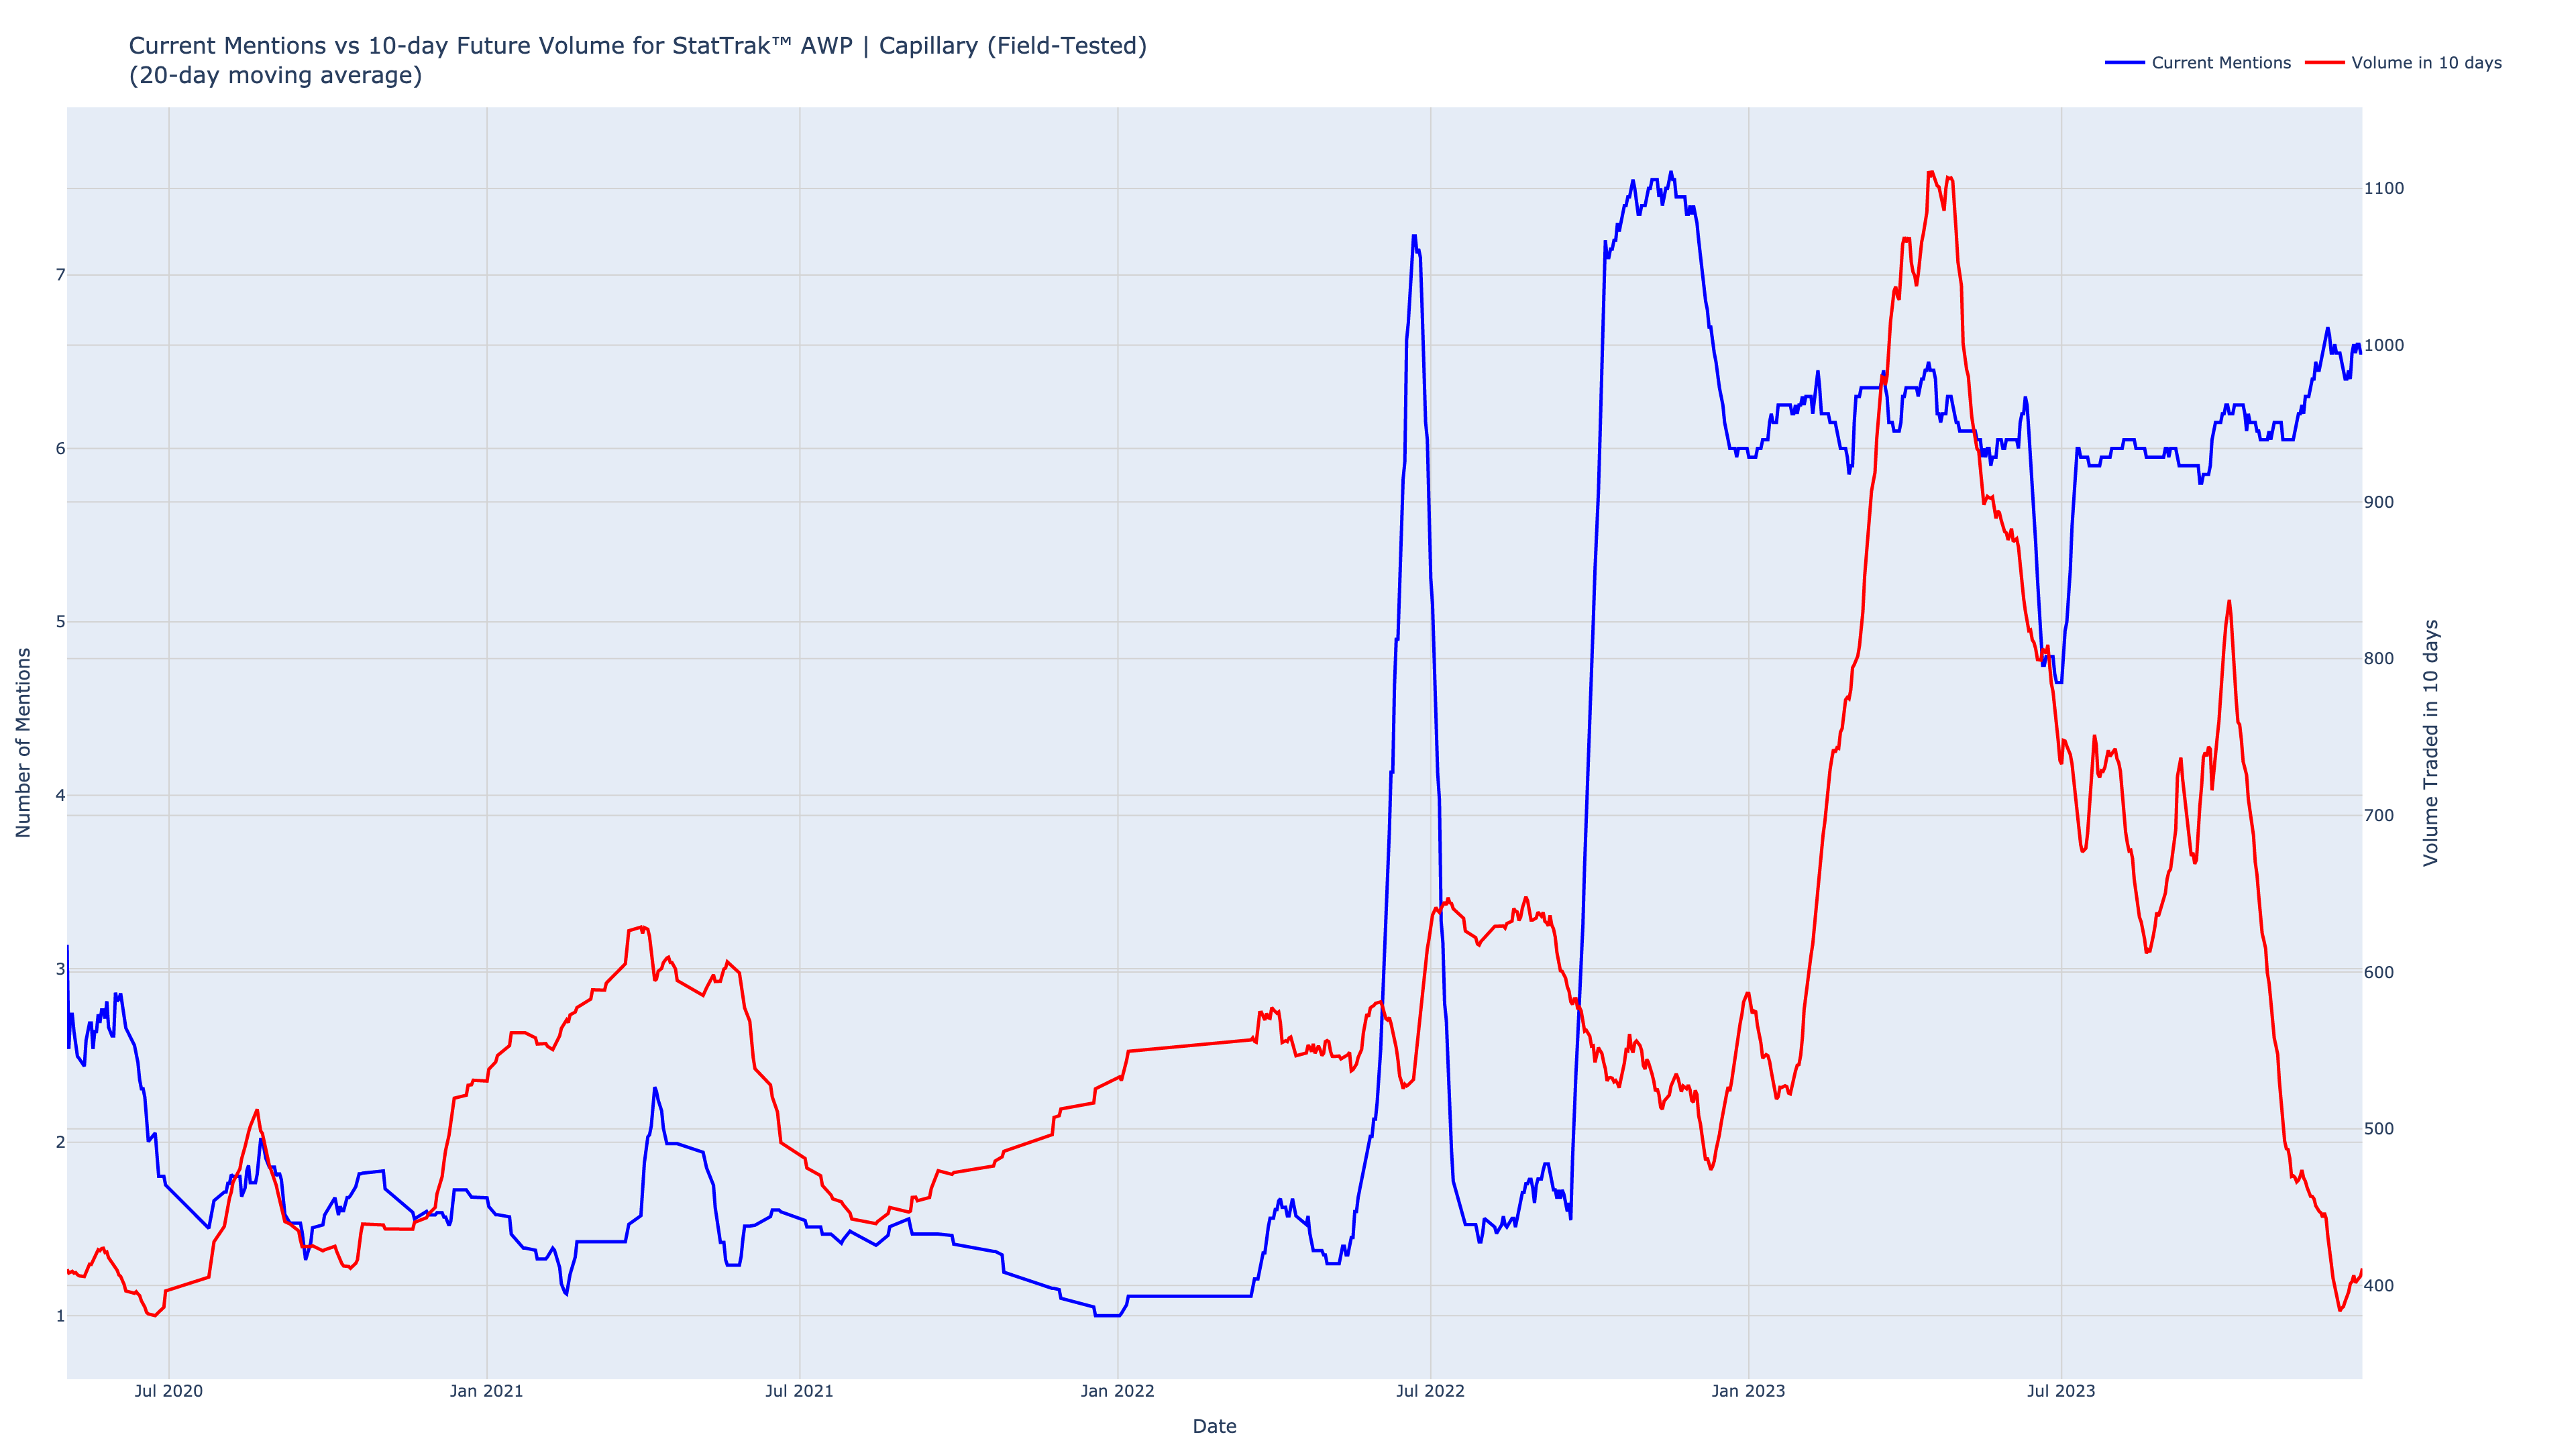 Current Mentions vs 10-day Future Volume for StatTrak™ AWP | Capillary (Field-Tested)
(20-day moving average)
Current Mentions
Volume in 10 days
Number of Mentions
7
6
5
4
3
2
1
1100
1000
900
800
700
600
500
400
Volume Traded in 10 days
Jul 2020
Jan 2021
Jul 2021
Jan 2022
Jul 2022
Jan 2023
Jul 2023
Date